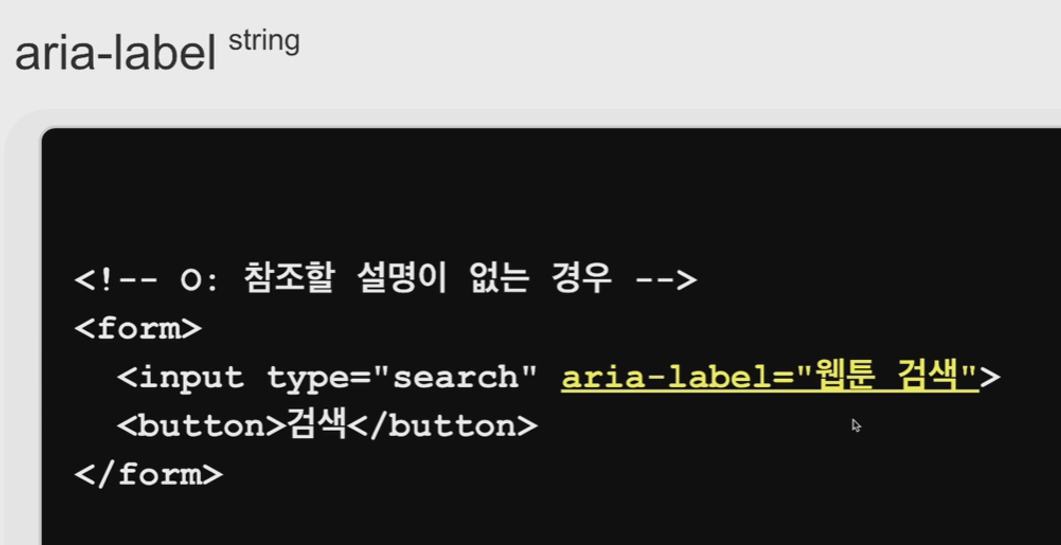 aria-label string
<!-- O: 참조할 설명이 없는 경우 -->
<form>
<input type="search" aria-label="웹툰 검색">
<button>검색</button>
</form>